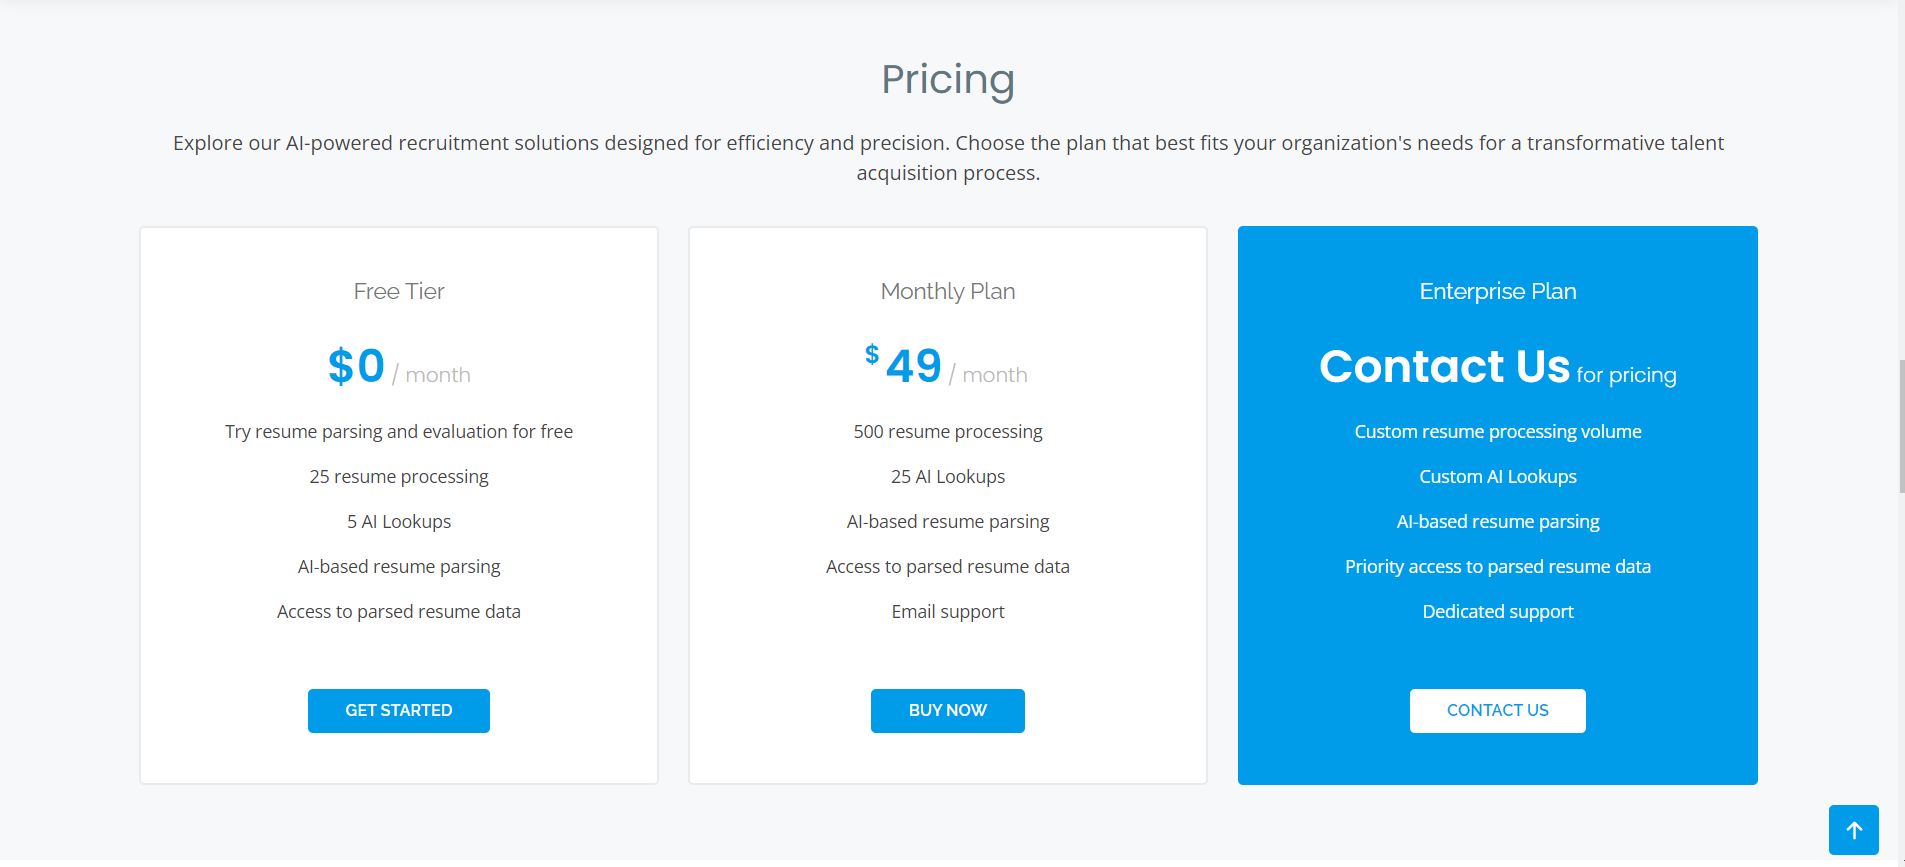 Pricing
Explore our AI-powered recruitment solutions designed for efficiency and precision. Choose the plan that best fits your organization's needs for a transformative talent
acquisition process.
Free Tier
$0 / month
Try resume parsing and evaluation for free
25 resume processing
5 AI Lookups
AI-based resume parsing
Access to parsed resume data
GET STARTED
Monthly Plan
$49 / month
500 resume processing
25 AI Lookups
AI-based resume parsing
Access to parsed resume data
Email support
BUY NOW
Enterprise Plan
Contact Us for pricing
Custom resume processing volume
Custom AI Lookups
AI-based resume parsing
Priority access to parsed resume data
Dedicated support
CONTACT US